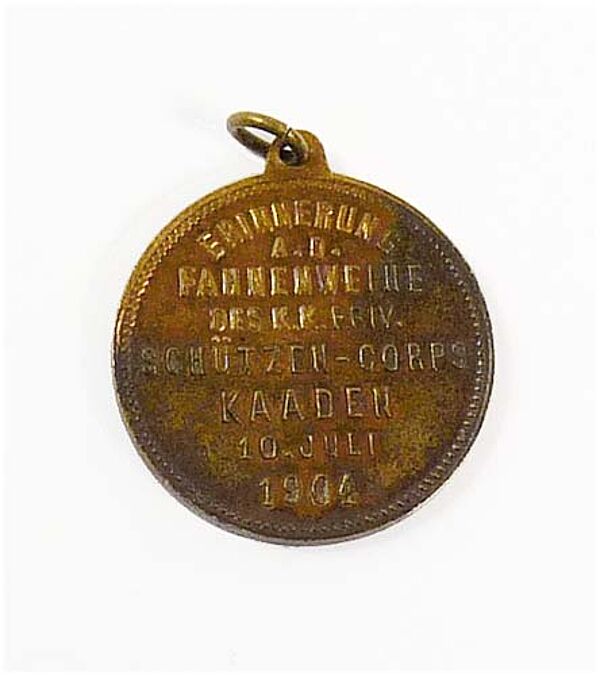 ERINNERUNG
A.D.
FAHNENWEIHE
DES K.K. PRIV.
SCHÜTZEN-CORPS
KAADEN
10. JULI
1904